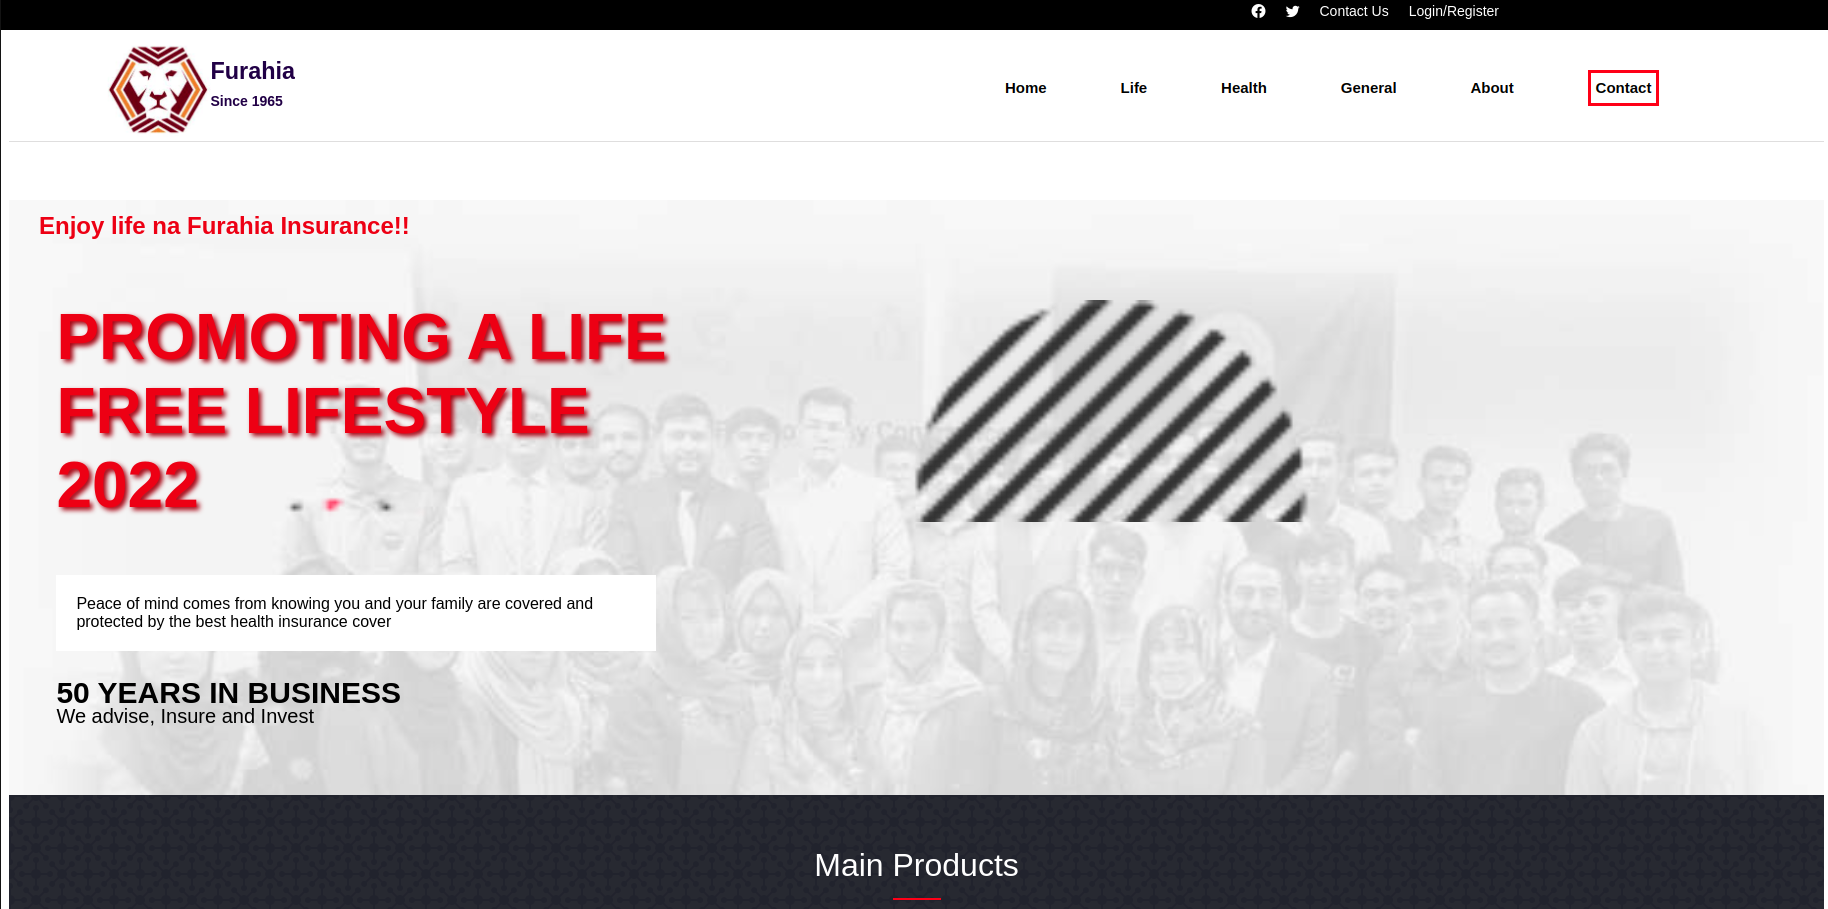 Contact Us Login/Register
Furahia
Since 1965
Home Life Health General About Contact
Enjoy life na Furahia Insurance!!
PROMOTING A LIFE
FREE LIFESTYLE
2022
Peace of mind comes from knowing you and your family are covered and
protected by the best health insurance cover
50 YEARS IN BUSINESS
We advise, Insure and Invest
Main Products